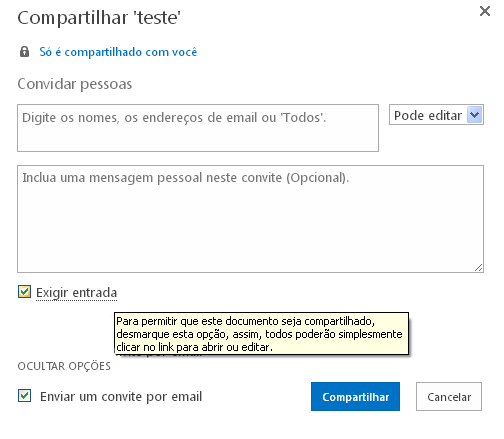 Compartilhar 'teste'
Só é compartilhado com você
Convidar pessoas
Digite os nomes, os endereços de email ou 'Todos'.
Pode editar
Inclua uma mensagem pessoal neste convite (Opcional).
Exigir entrada
Para permitir que este documento seja compartilhado,
desmarque esta opção, assim, todos poderão simplesmente
clicar no link para abrir ou editar.
OCULTAR OPÇÕES
Enviar um convite por email
Compartilhar
Cancelar